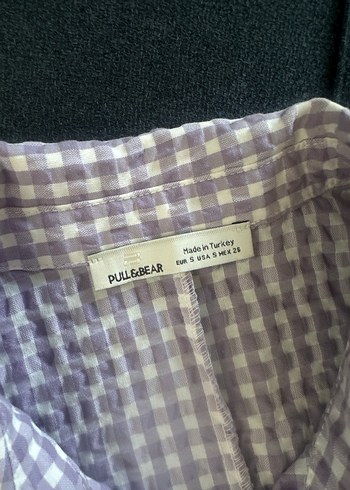 PULL&BEAR
Made in Turkey
EUR S USA S MEX 26